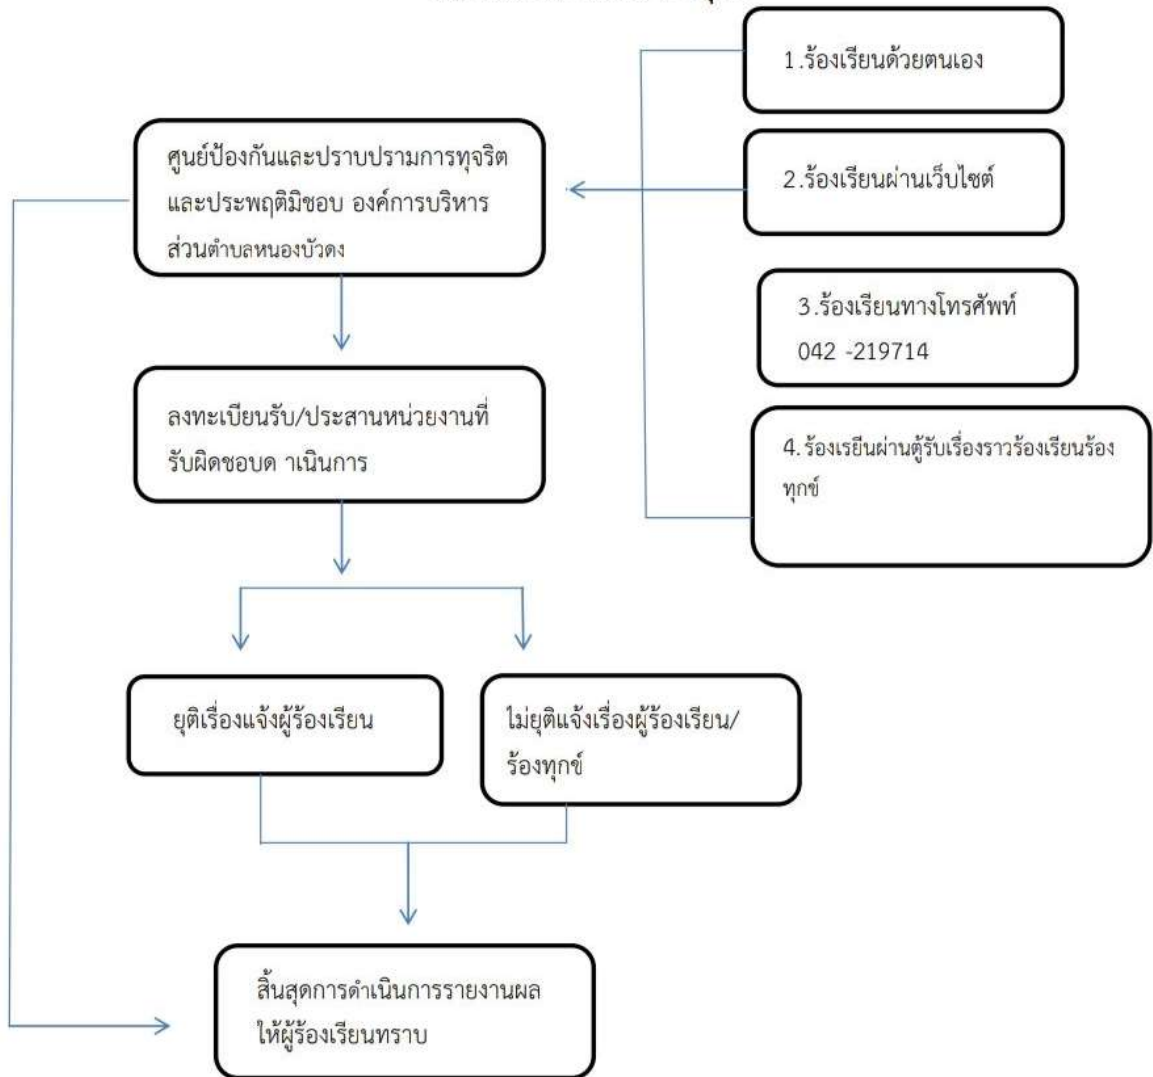 1.ร้องเรียนด้วยตนเอง
ศูนย์ป้องกันและปราบปรามการทุจริต
และประพฤติมิชอบ องค์การบริหาร
ส่วนตำบลหนองบัวดง
2.ร้องเรียนผ่านเว็บไซต์
3.ร้องเรียนทางโทรศัพท์
042 -219714
ลงทะเบียนรับ/ประสานหน่วยงานที่
รับผิดชอบด าเนินการ
4.ร้องเรยีนผ่านตู้รับเรื่องราวร้องเรียนร้อง
ทุกข์
ยุติเรื่องแจ้งผู้ร้องเรียน
ไม่ยุติแจ้งเรื่องผู้ร้องเรียน/
ร้องทุกข์
สิ้นสุดการดำเนินการรายงานผล
ให้ผู้ร้องเรียนทราบ